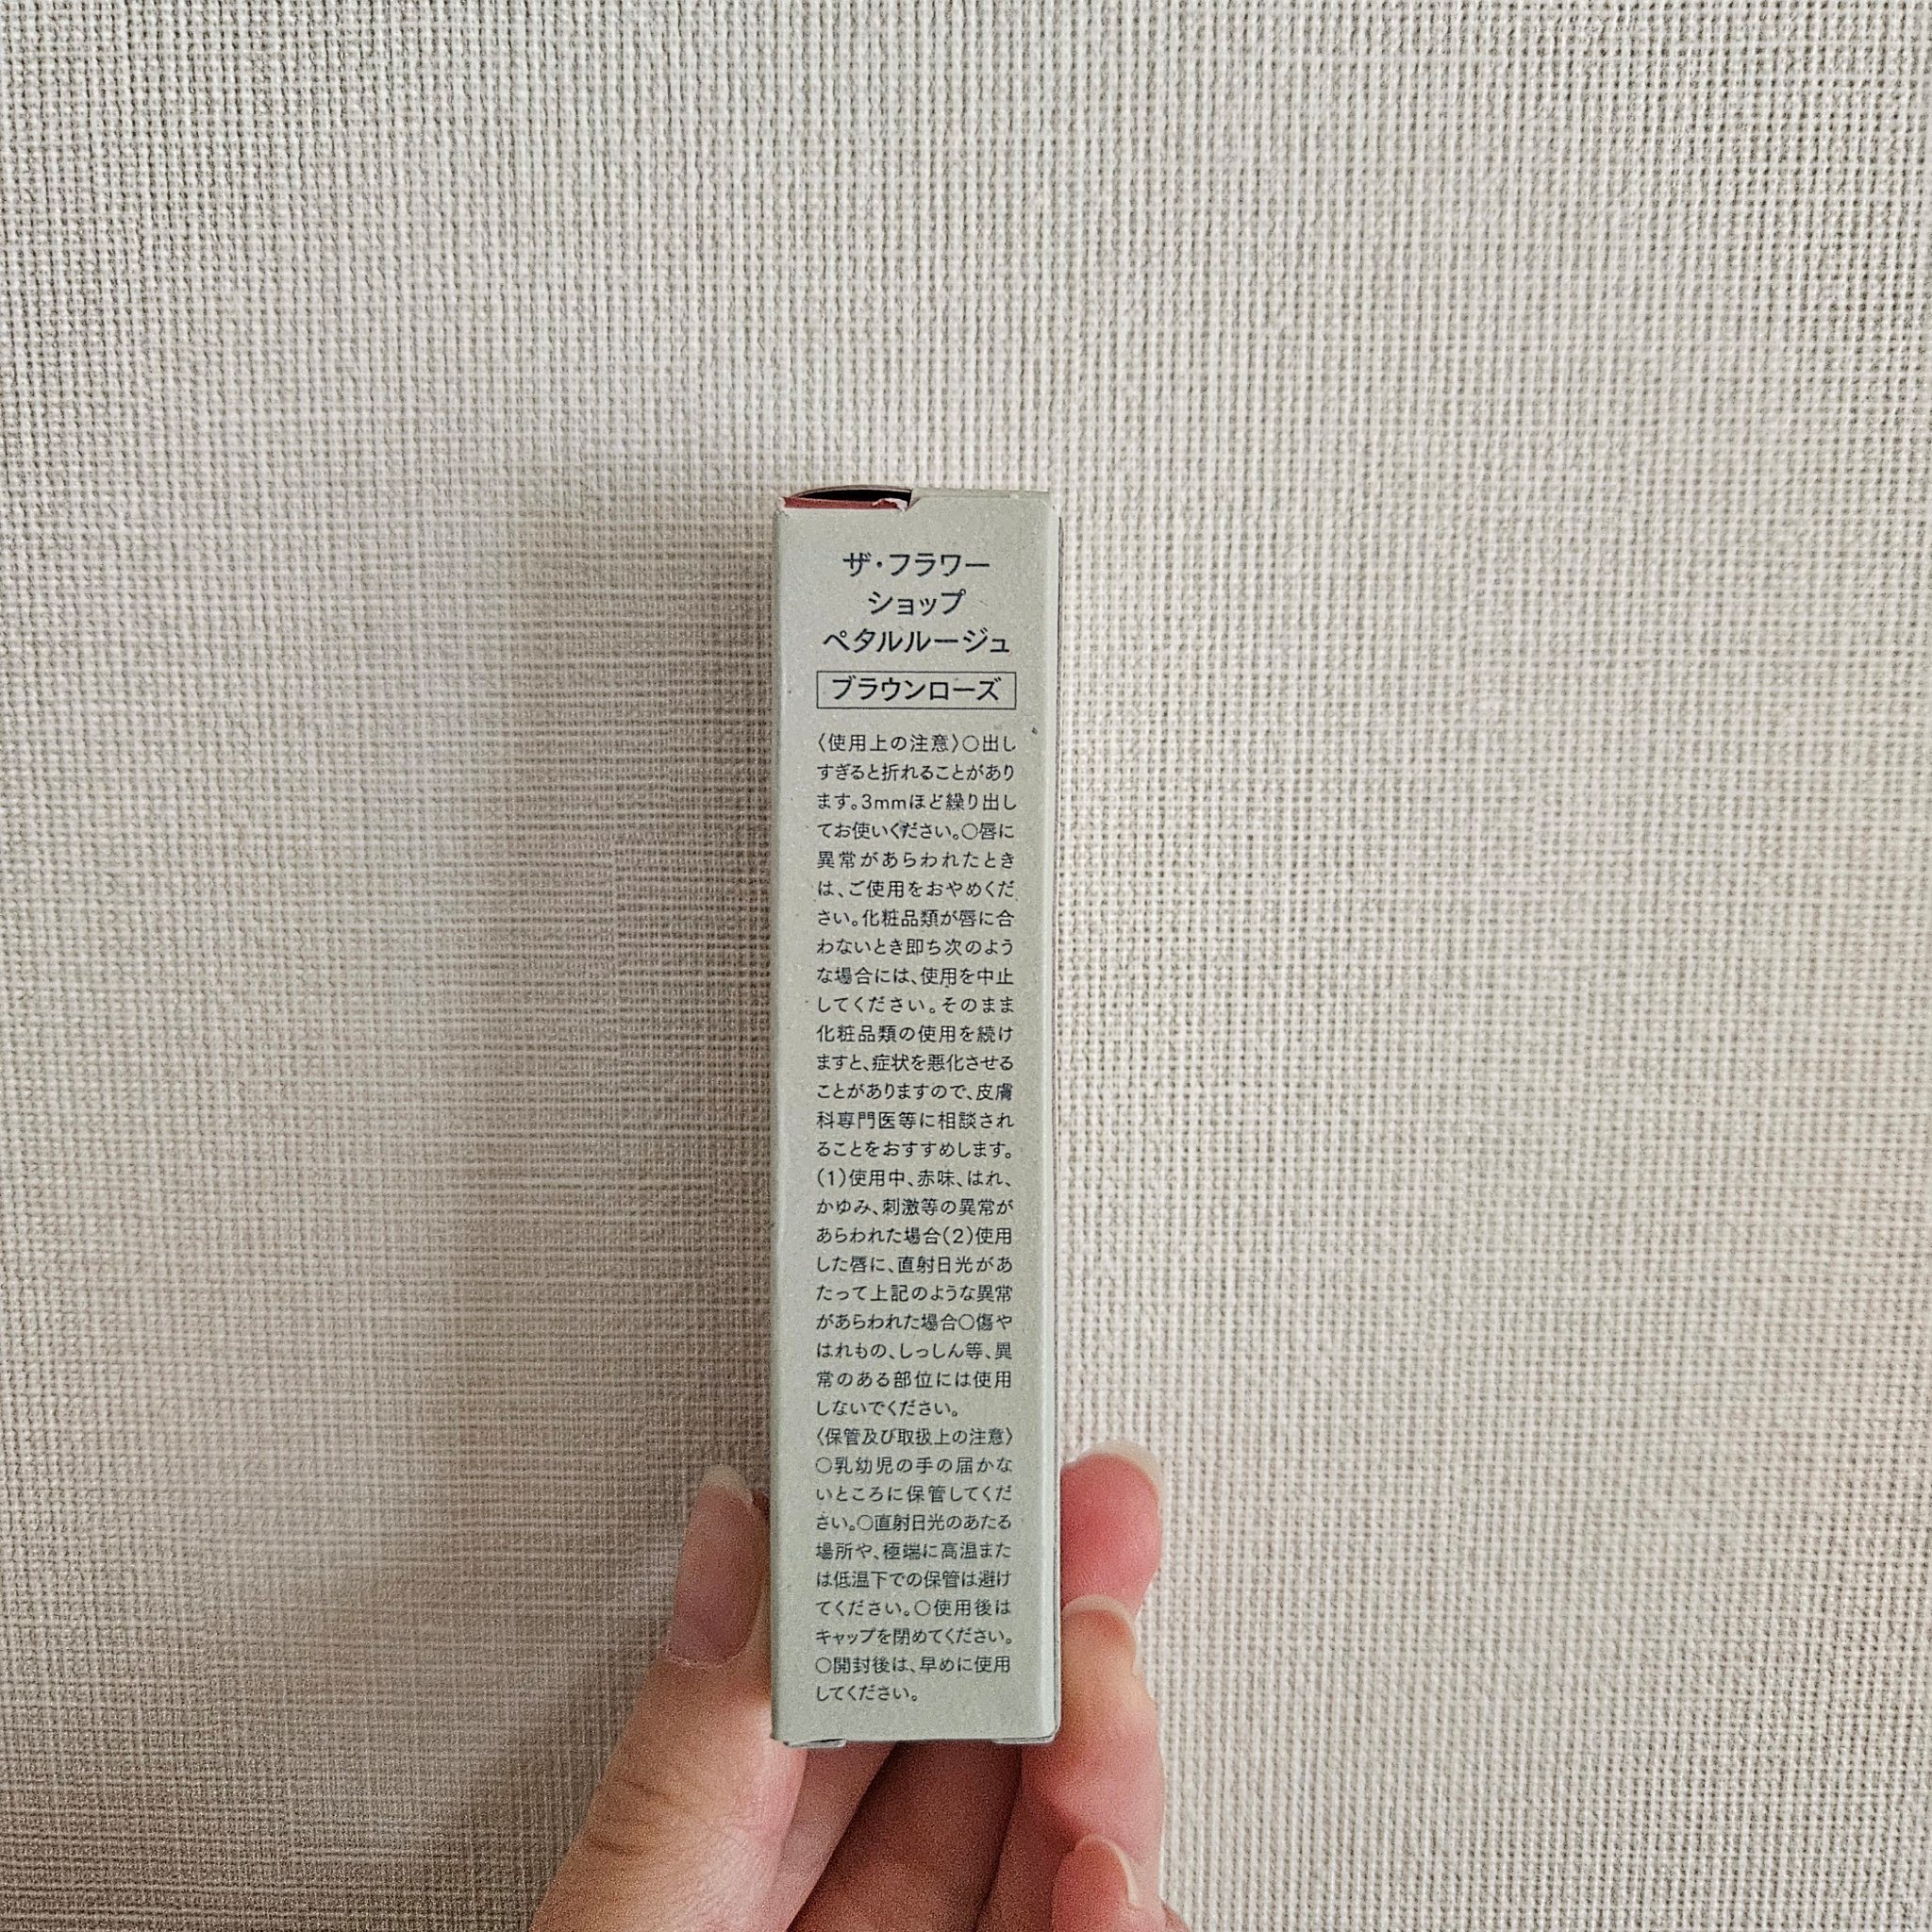 ザ・フラワー
ショップ
ペタルルージュ
ブラウンローズ
〈使用上の注意〉○出し
すぎると折れることがあり
ます。3mmほど繰り出し
てお使いください。○唇に
異常があらわれたとき
は、ご使用をおやめくだ
さい。化粧品類が唇に合
わないとき即ち次のよう
な場合には、使用を中止
してください。そのまま
化粧品類の使用を続け
ますと、症状を悪化させる
ことがありますので、皮膚
科専門医等に相談され
ることをおすすめします。
(1)使用中、赤味、はれ、
かゆみ、刺激等の異常が
あらわれた場合(2)使用
した唇に、直射日光があ
たって上記のような異常
があらわれた場合○傷や
はれもの、しっしん等、異
常のある部位には使用
しないでください。
〈保管及び取扱上の注意〉
○乳幼児の手の届かな
いところに保管してくだ
さい。○直射日光のあたる
場所や、極端に高温また
は低温下での保管は避け
てください。○使用後は
キャップを閉めてください。
○開封後は、早めに使用
してください。